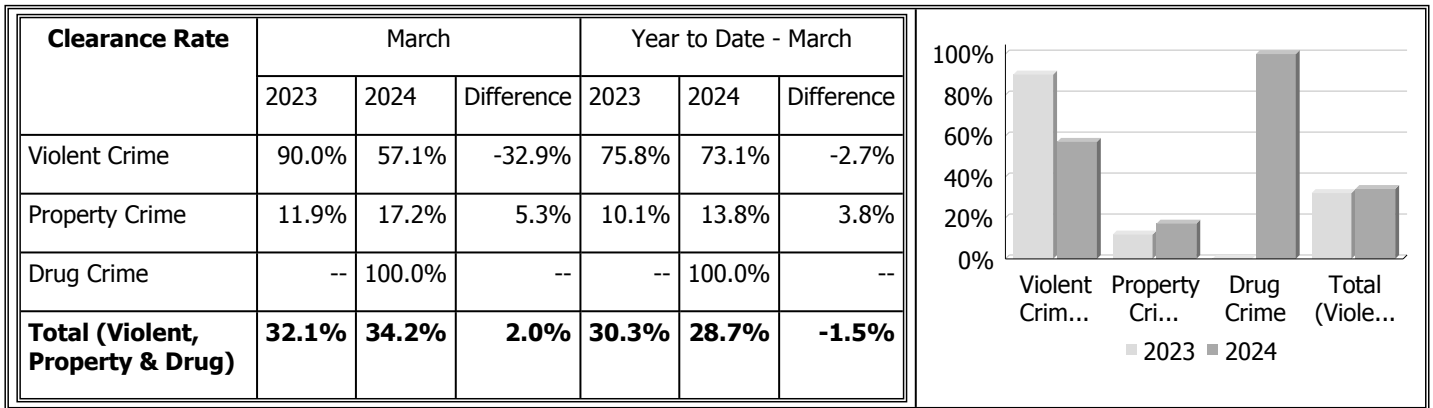 Clearance Rate March Year to Date - March
2023 2024 Difference 2023 2024 Difference
Violent Crime 90.0% 57.1% -32.9% 75.8% 73.1% -2.7%
Property Crime 11.9% 17.2% 5.3% 10.1% 13.8% 3.8%
Drug Crime -- 100.0% -- -- 100.0% --
Total (Violent,
Property & Drug) 32.1% 34.2% 2.0% 30.3% 28.7% -1.5%
100%
80%
60%
40%
20%
0%
Violent Property Drug Total
Crim... Cri... Crime (Viole...
2023 2024